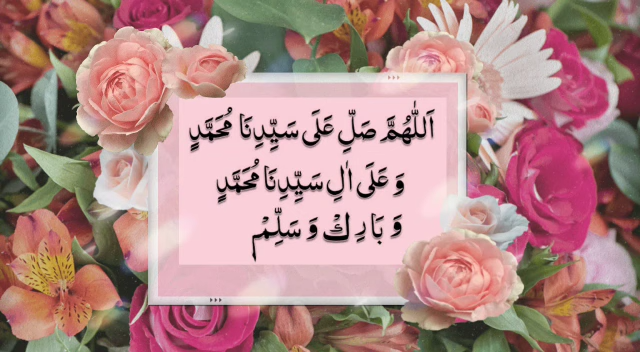 اَللّٰهُمَّ صَلِّ عَلَى سَيِّدِنَا مُحَمَّدٍ
وَ عَلَى اٰلِ سَيِّدِنَا مُحَمَّدٍ
وَ بَارِكْ وَ سَلِّمْ